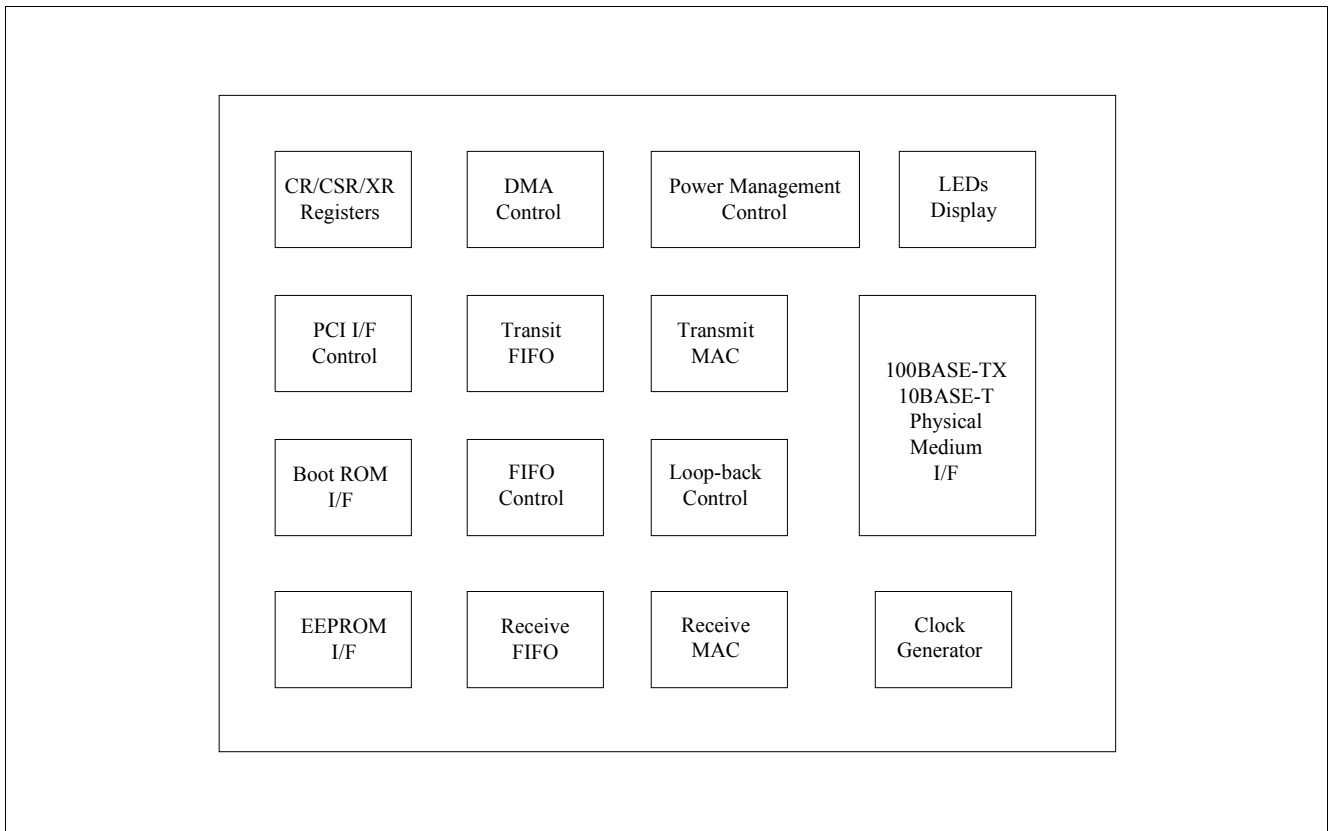 CR/CSR/XR
Registers
DMA
Control
Power Management
Control
LEDs
Display
PCI I/F
Control
Transit
FIFO
Transmit
MAC
100BASE-TX
10BASE-T
Physical
Medium
I/F
Boot ROM
I/F
FIFO
Control
Loop-back
Control
EEPROM
I/F
Receive
FIFO
Receive
MAC
Clock
Generator